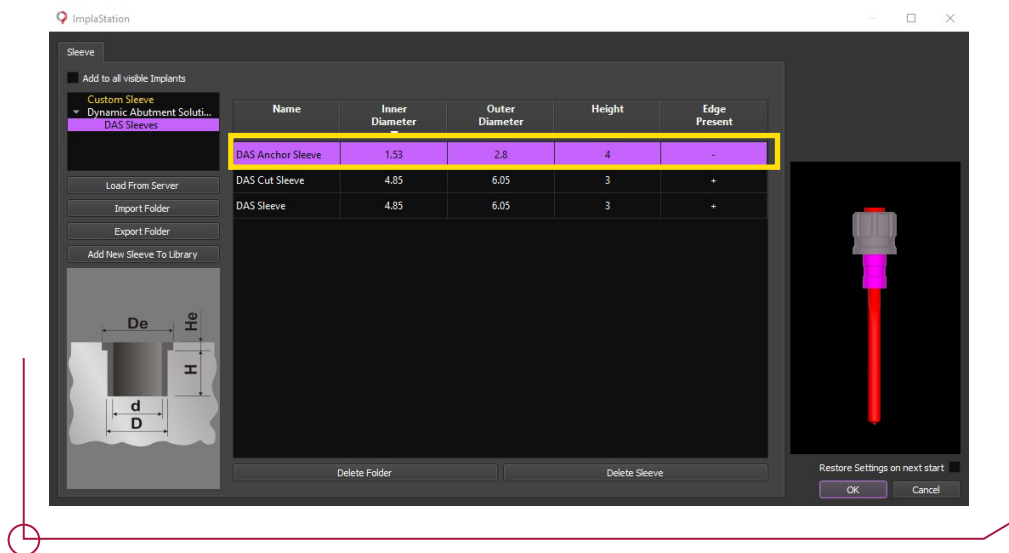 ImplaStation
Sleeve
Add to all visible Implants
Custom Sleeve
Dynamic Abutment Soluti...
DAS Sleeves
Load From Server
Import Folder
Export Folder
Add New Sleeve To Library
De
He
H
d
D
Name Inner Diameter Outer Diameter Height Edge Present
DAS Anchor Sleeve 1.53 2.8 4 -
DAS Cut Sleeve 4.85 6.05 3 +
DAS Sleeve 4.85 6.05 3 +
Delete Folder Delete Sleeve
Restore Settings on next start
OK Cancel